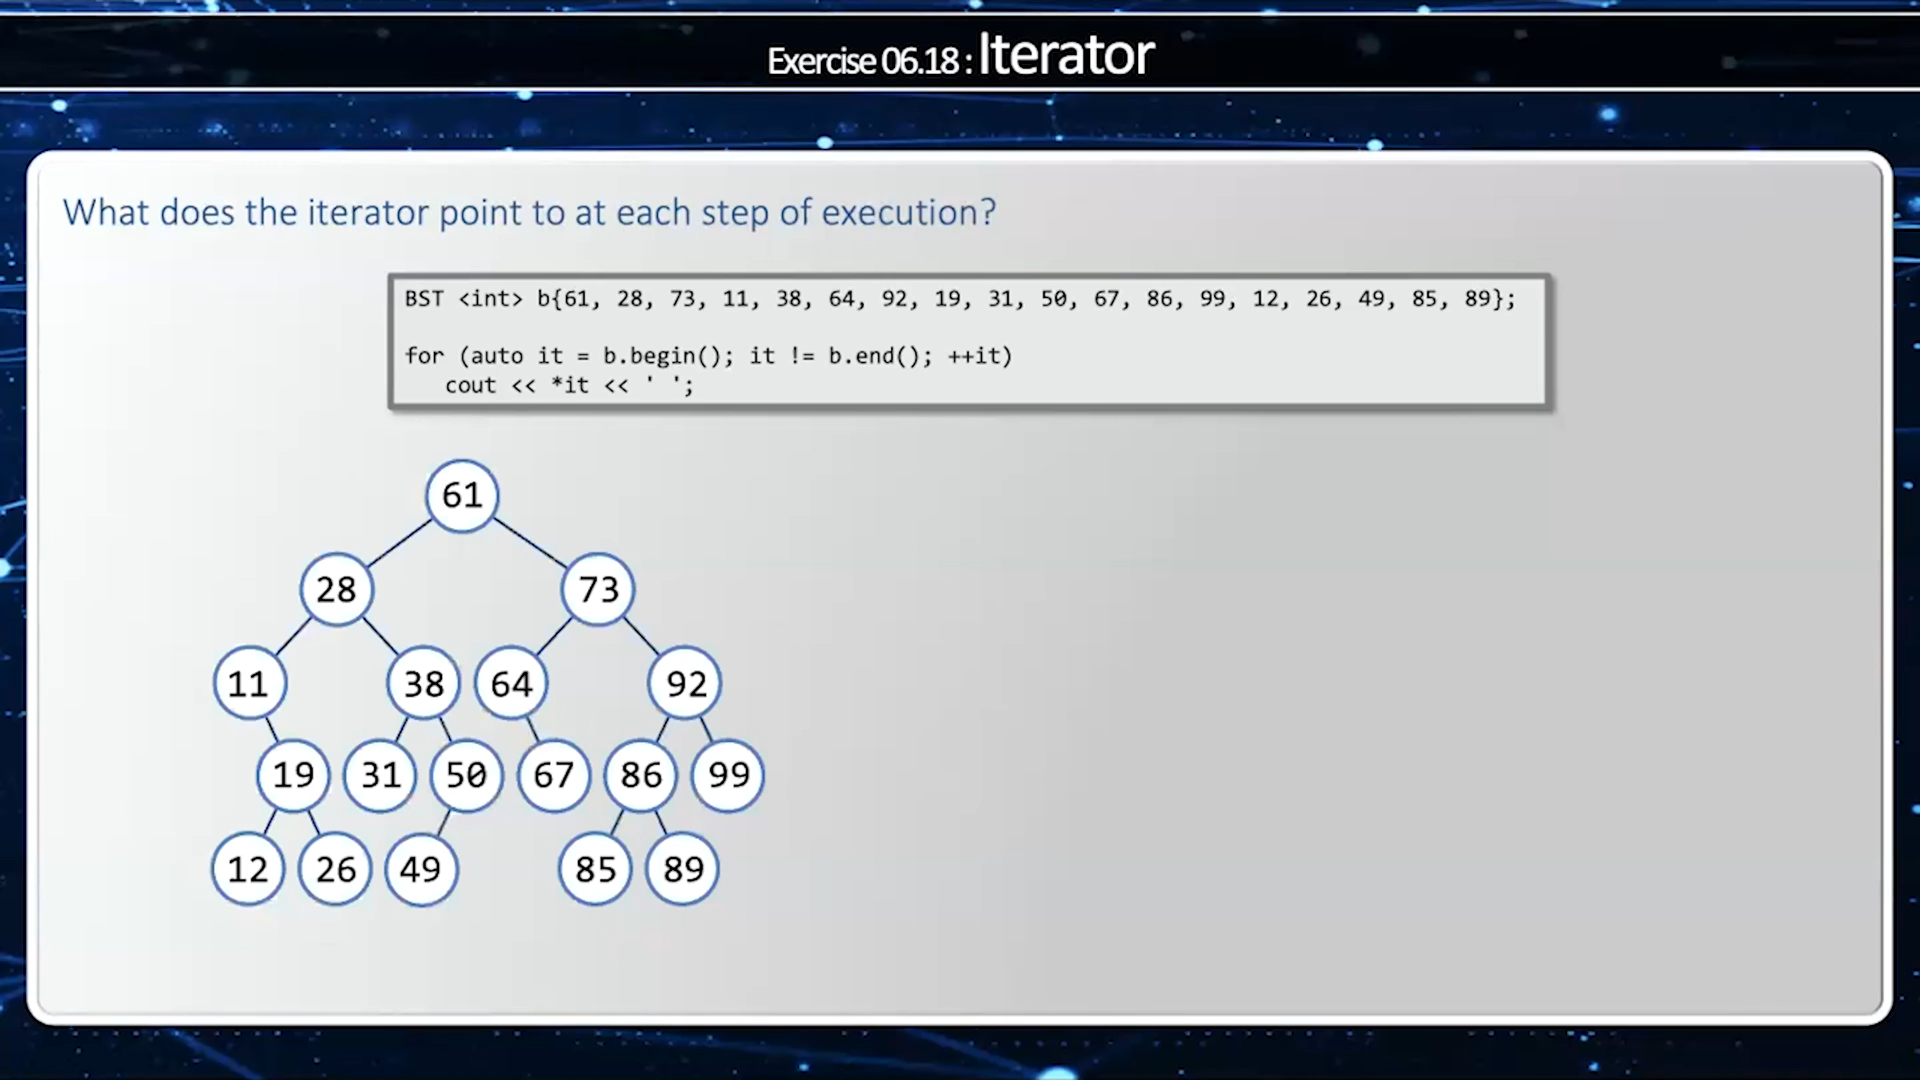 Exercise 06.18 : Iterator
What does the iterator point to at each step of execution?
BST <int> b{61, 28, 73, 11, 38, 64, 92, 19, 31, 50, 67, 86, 99, 12, 26, 49, 85, 89};
for (auto it = b.begin(); it != b.end(); ++it)
cout << *it << ' ';
61
28 73
11 38 64 92
19 31 50 67 86 99
12 26 49 85 89